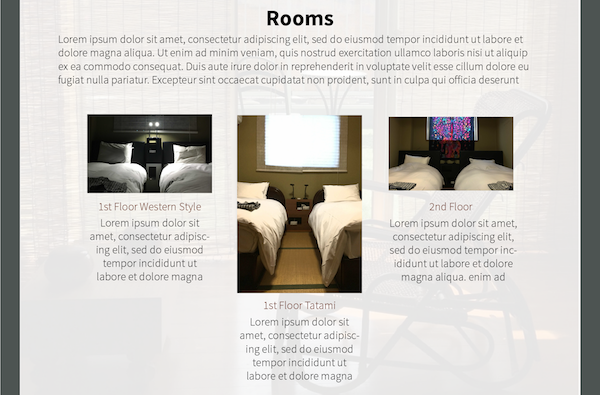 Rooms
Lorem ipsum dolor sit amet, consectetur adipiscing elit, sed do eiusmod tempor incididunt ut labore et
dolore magna aliqua. Ut enim ad minim veniam, quis nostrud exercitation ullamco laboris nisi ut aliquip
ex ea commodo consequat. Duis aute irure dolor in reprehenderit in voluptate velit esse cillum dolore eu
fugiat nulla pariatur. Excepteur sint occaecat cupidatat non proident, sunt in culpa qui officia deserunt
1st Floor Western Style
Lorem ipsum dolor sit
amet, consectetur adipisc-
ing elit, sed do eiusmod
tempor incididunt ut
labore et dolore magna
1st Floor Tatami
Lorem ipsum dolor sit
amet, consectetur adipisc-
ing elit, sed do eiusmod
tempor incididunt ut
labore et dolore magna
2nd Floor
Lorem ipsum dolor sit amet,
consectetur adipiscing elit,
sed do eiusmod tempor inc-
ididunt ut labore et dolore
magna aliqua. enim ad